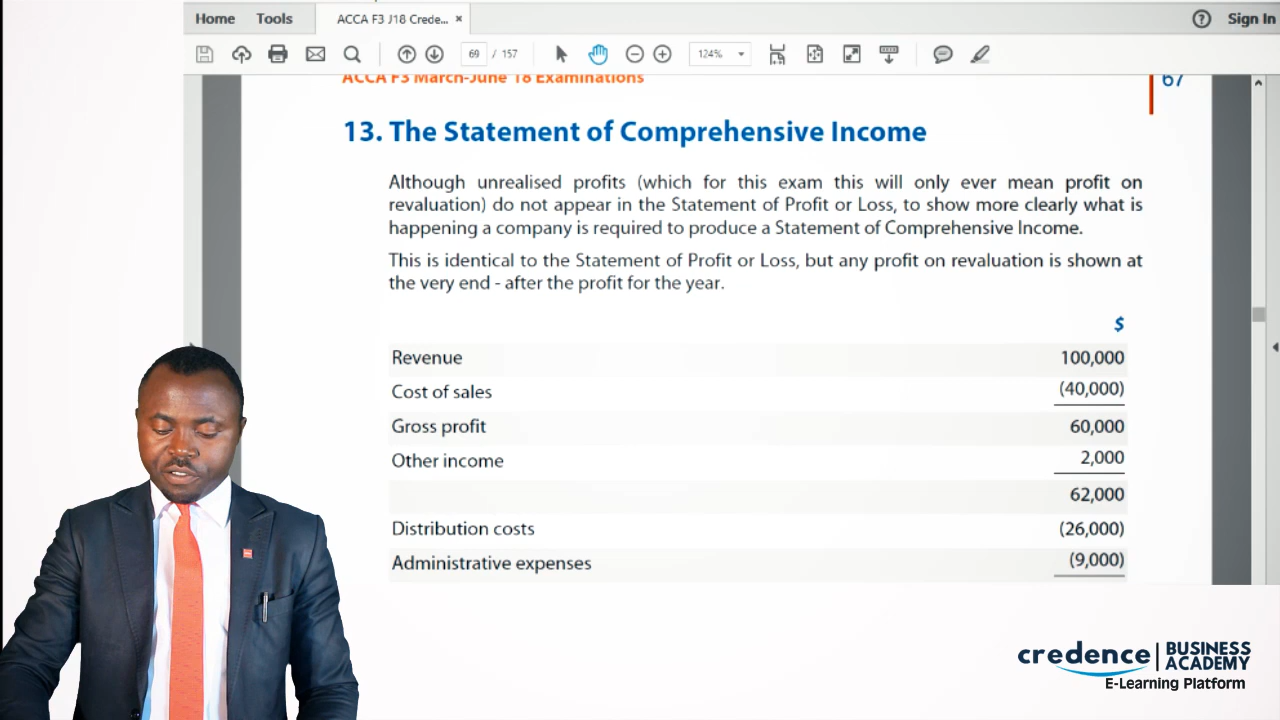 Home Tools ACCA F3 J18 Crede... × Sign In
69 / 157 124%
ACCA F3 March-June 18 Examinations 67
13. The Statement of Comprehensive Income
Although unrealised profits (which for this exam this will only ever mean profit on
revaluation) do not appear in the Statement of Profit or Loss, to show more clearly what is
happening a company is required to produce a Statement of Comprehensive Income.
This is identical to the Statement of Profit or Loss, but any profit on revaluation is shown at
the very end - after the profit for the year.
$
Revenue 100,000
Cost of sales (40,000)
Gross profit 60,000
Other income 2,000
62,000
Distribution costs (26,000)
Administrative expenses (9,000)
credence BUSINESS
ACADEMY
E-Learning Platform